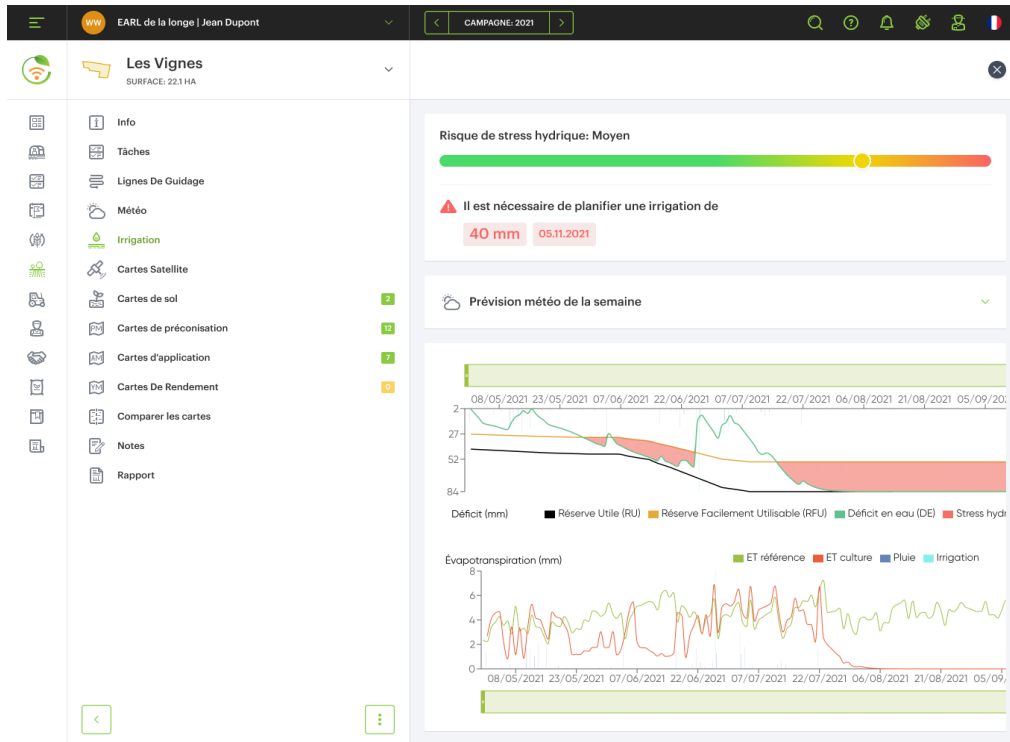 WW EARL de la longe | Jean Dupont
CAMPAGNE: 2021
Les Vignes
SURFACE: 22.1 HA
Info
Tâches
Lignes De Guidage
Météo
Irrigation
Cartes Satellite
Cartes de sol 2
PM Cartes de préconisation 12
AM Cartes d'application 7
YM Cartes De Rendement 0
Comparer les cartes
Notes
Rapport
Risque de stress hydrique: Moyen
Il est nécessaire de planifier une irrigation de
40 mm 05.11.2021
Prévision météo de la semaine
08/05/2021 23/05/2021 07/06/2021 22/06/2021 07/07/2021 22/07/2021 06/08/2021 21/08/2021 05/09/20
2
27
52
84
Déficit (mm) Réserve Utile (RU) Réserve Facilement Utilisable (RFU) Déficit en eau (DE) Stress hydr
Évapotranspiration (mm) ET référence ET culture Pluie Irrigation
8
6
4
2
0
08/05/2021 23/05/2021 07/06/2021 22/06/2021 07/07/2021 22/07/2021 06/08/2021 21/08/2021 05/09/